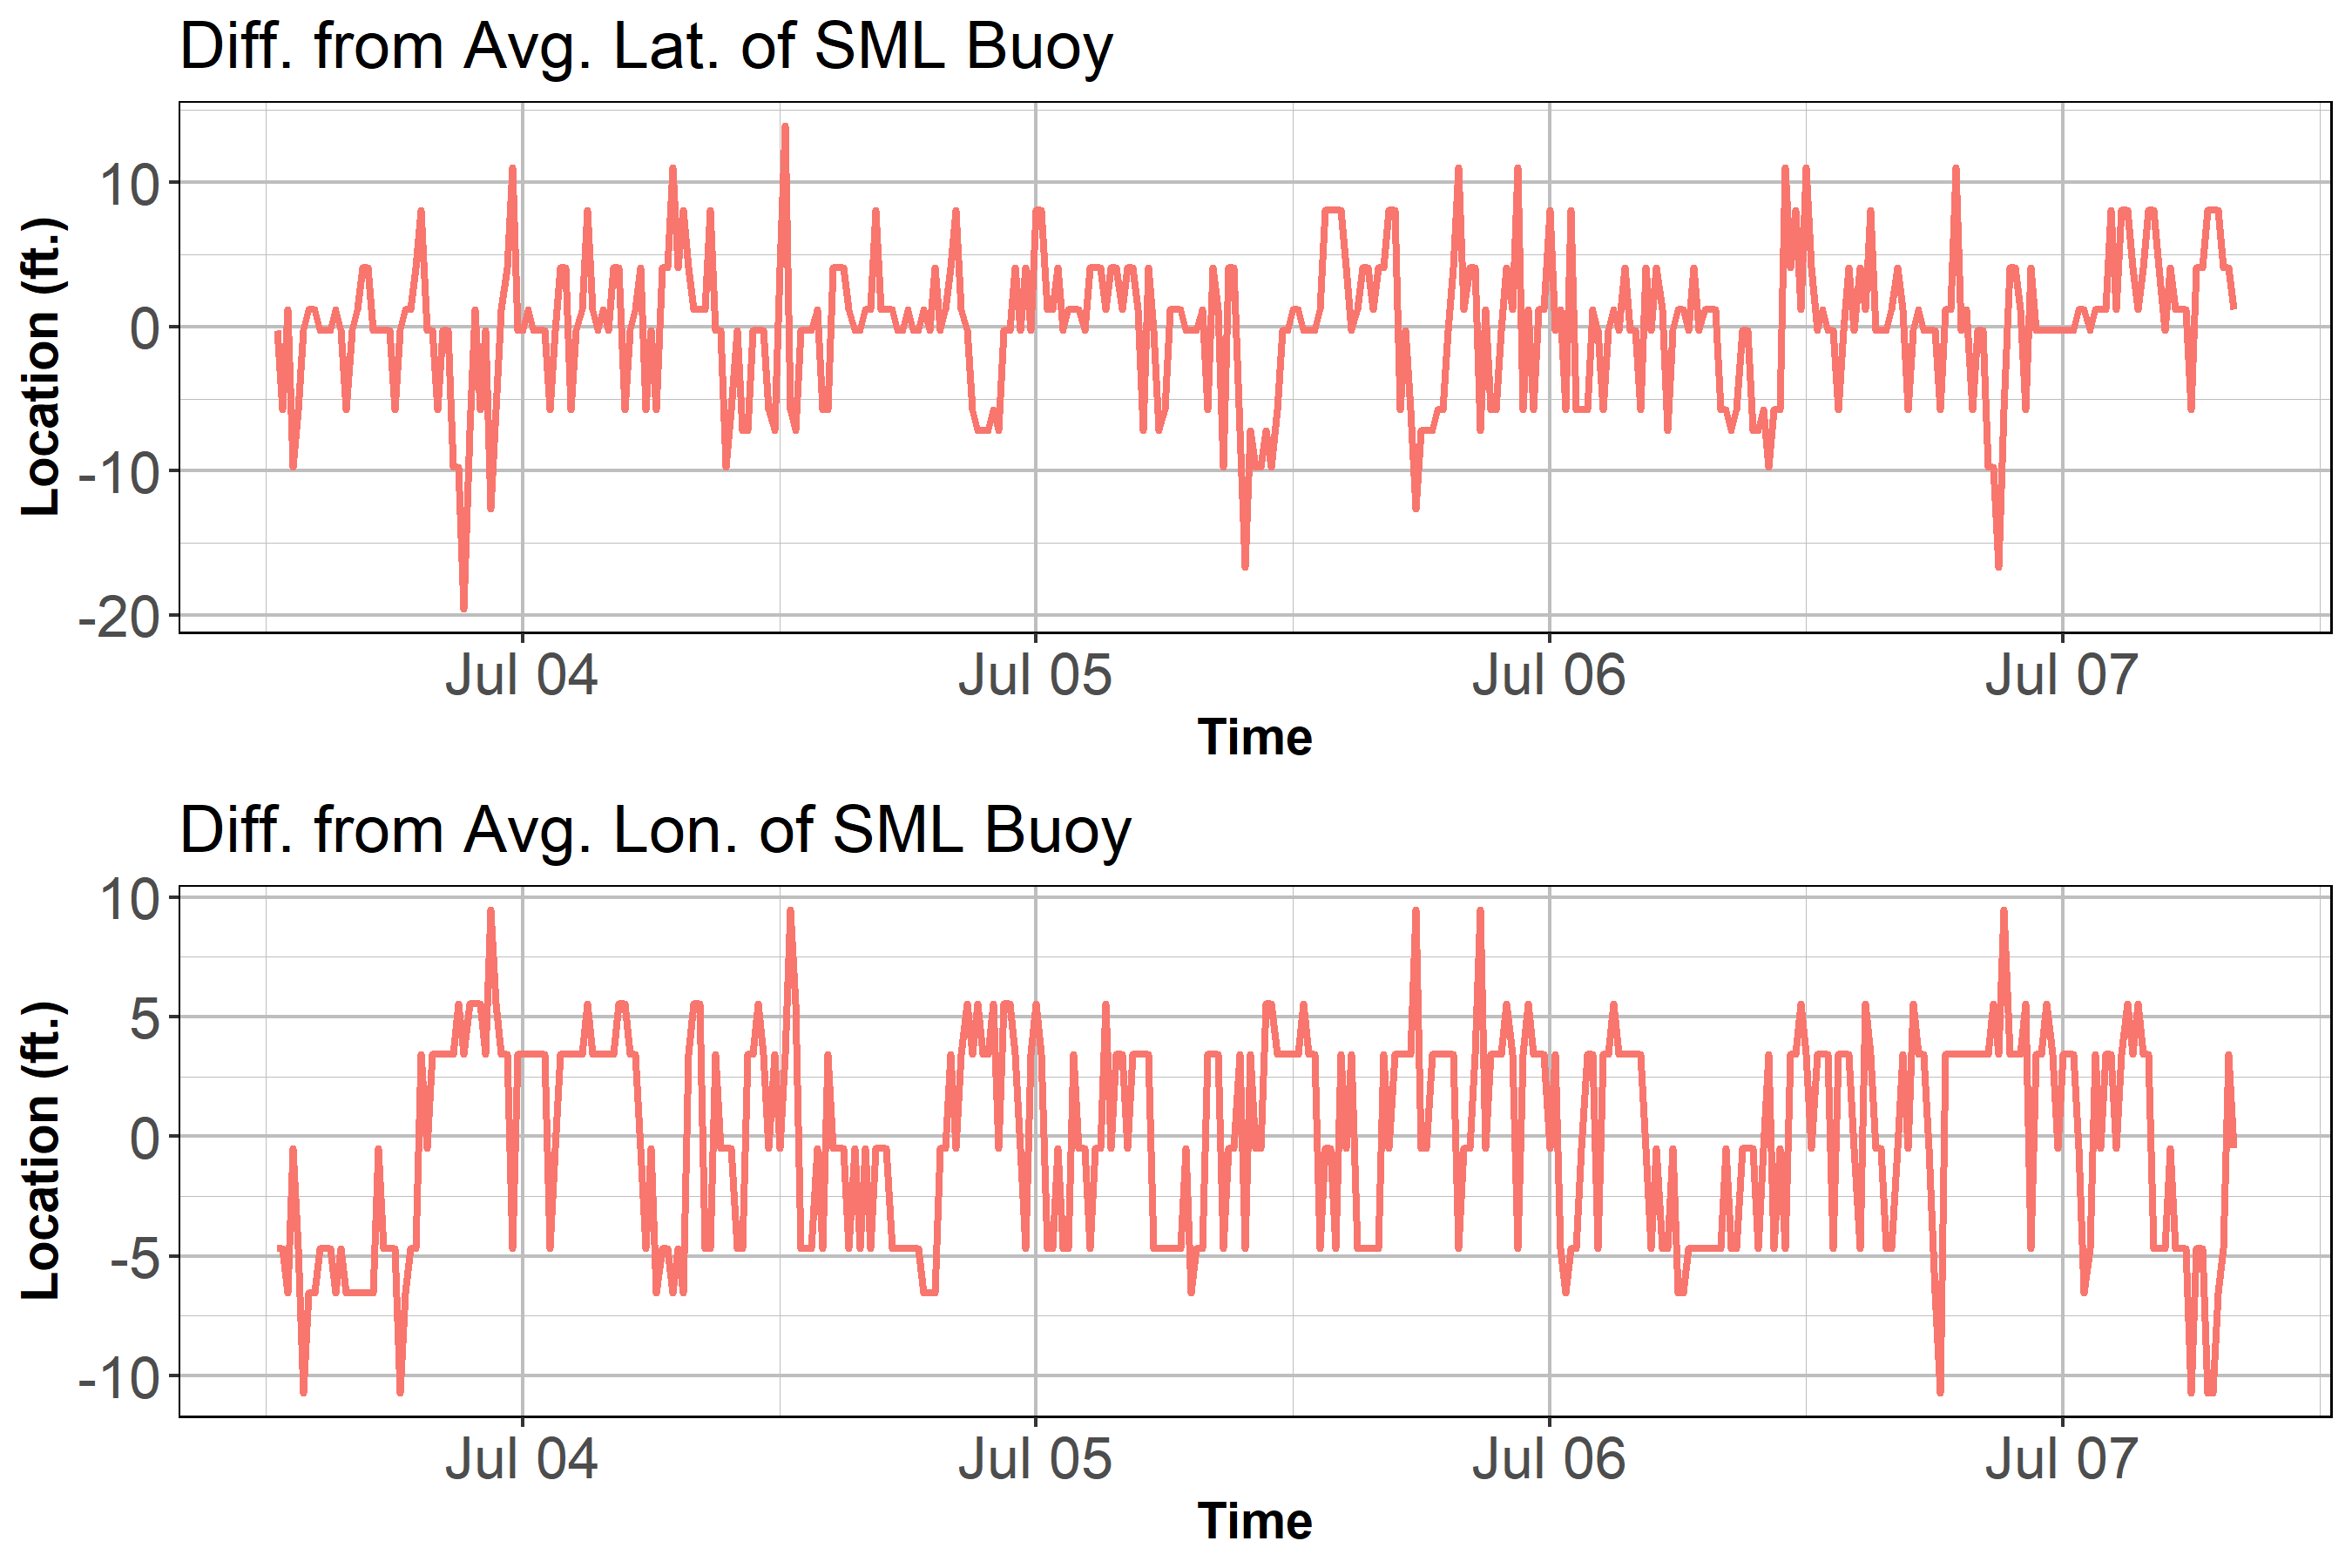 Diff. from Avg. Lat. of SML Buoy
Location (ft.)
10
0
-10
-20
Jul 04 Jul 05 Jul 06 Jul 07
Time
Diff. from Avg. Lon. of SML Buoy
Location (ft.)
10
5
0
-5
-10
Jul 04 Jul 05 Jul 06 Jul 07
Time